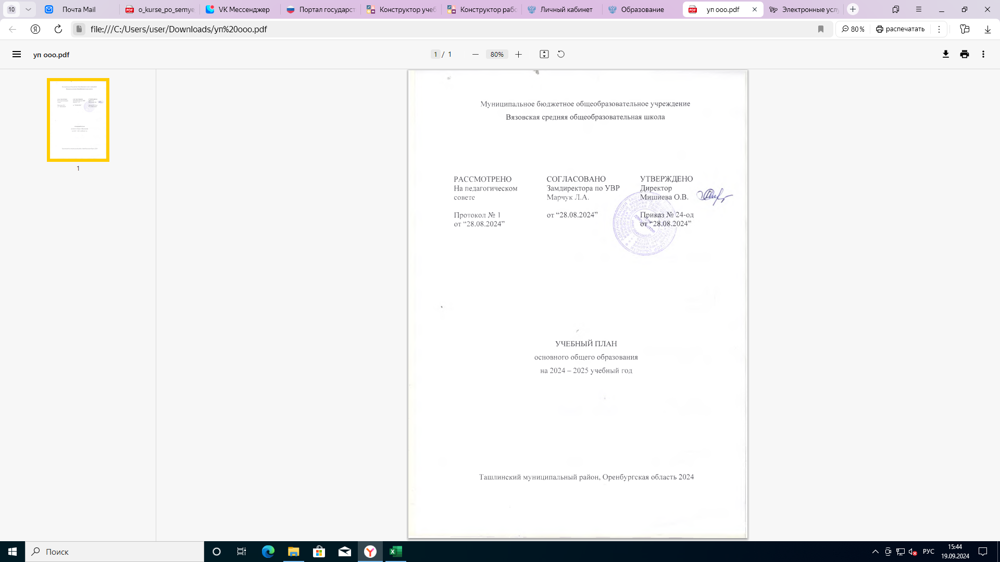 10
Почта Mail
o_kurse_po_semye
VK Мессенджер
Портал государст
Конструктор учеб
Конструктор рабо
Личный кабинет
Образование
уп ооо.pdf
Электронные услу
file:///C:/Users/user/Downloads/уп%20ооо.pdf
80%
распечатать
уп ооо.pdf
1 / 1
80%
1
Муниципальное бюджетное общеобразовательное учреждение
Вязовская средняя общеобразовательная школа
РАССМОТРЕНО
На педагогическом
совете
Протокол № 1
от “28.08.2024”
СОГЛАСОВАНО
Замдиректора по УВР
Марчук Л.А.
от “28.08.2024”
УТВЕРЖДЕНО
Директор
Мишиева О.В.
Приказ № 24-од
от “28.08.2024”
УЧЕБНЫЙ ПЛАН
основного общего образования
на 2024 – 2025 учебный год
Ташлинский муниципальный район, Оренбургская область 2024
Поиск
РУС
15:44
19.09.2024